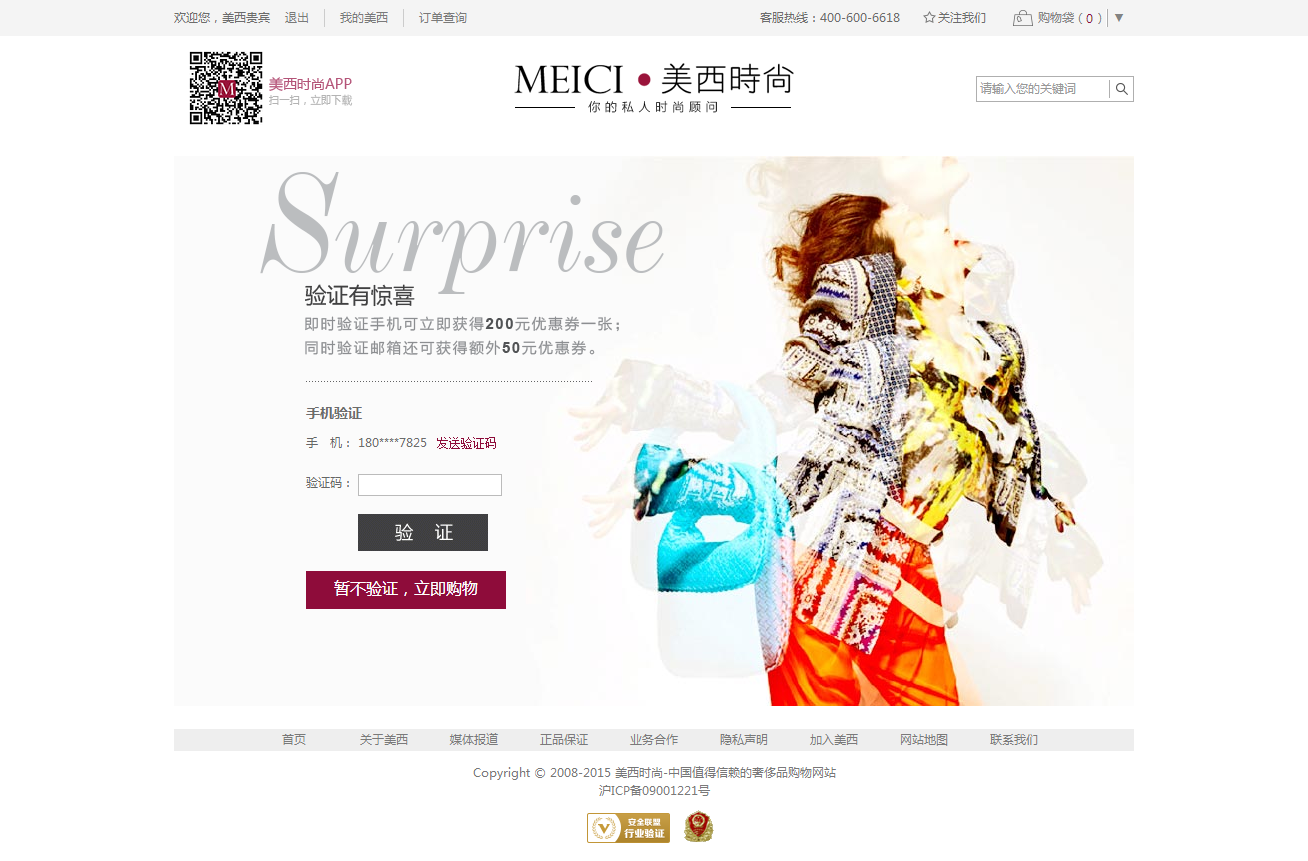 欢迎您，美西贵宾 退出 我的美西 订单查询 客服热线：400-600-6618 ☆关注我们 购物袋 ( 0 ) ▼
M
美西时尚APP
扫一扫，立即下载
MEICI ● 美西時尚
你的私人时尚顾问
请输入您的关键词
Surprise
验证有惊喜
即时验证手机可立即获得200元优惠券一张；
同时验证邮箱还可获得额外50元优惠券。
手机验证
手 机： 180****7825 发送验证码
验证码：
验 证
暂不验证，立即购物
首页 关于美西 媒体报道 正品保证 业务合作 隐私声明 加入美西 网站地图 联系我们
Copyright © 2008-2015 美西时尚-中国值得信赖的奢侈品购物网站
沪ICP备09001221号
安全联盟
行业验证